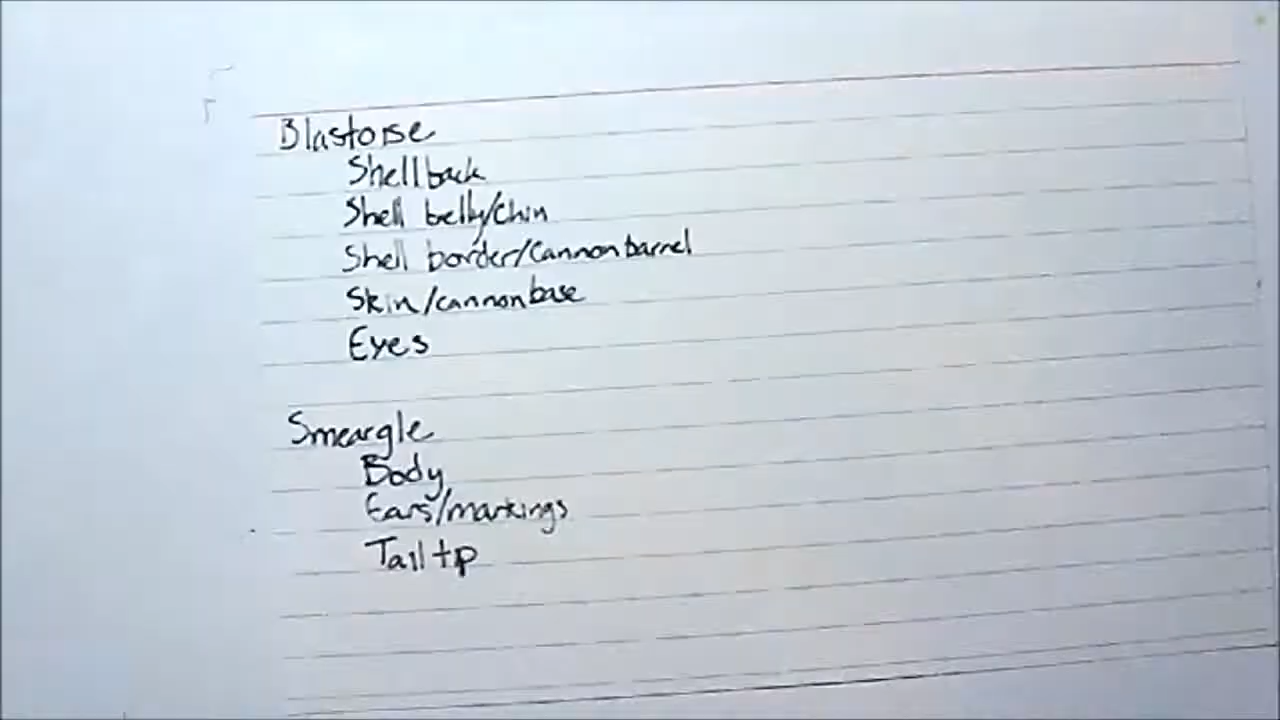 Blastoise
Shell back
Shell belly/chin
Shell border/cannon barrel
Skin/cannon base
Eyes
Smeargle
Body
Ears/markings
Tail tip